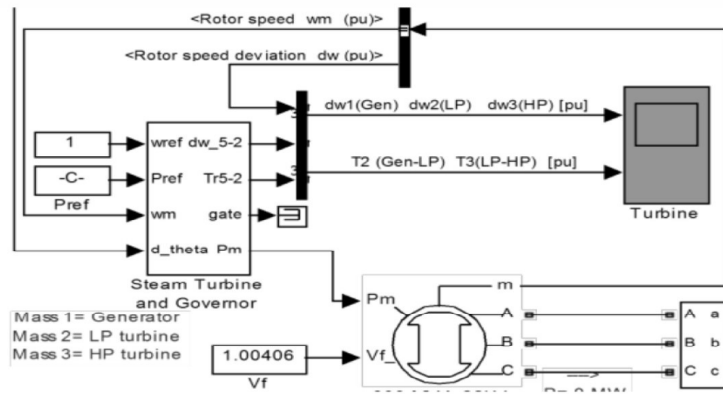 <Rotor speed wm (pu)>
<Rotor speed deviation dw (pu)>
dw1(Gen) dw2(LP) dw3(HP) [pu]
T2 (Gen-LP) T3(LP-HP) [pu]
Turbine
1
-C-
Pref
wref dw_5-2
Pref Tr5-2
wm gate
d_theta Pm
Steam Turbine
and Governor
Mass 1= Generator
Mass 2= LP turbine
Mass 3= HP turbine
1.00406
Vf
Pm
Vf_
m
A
B
C
A a
B b
C c